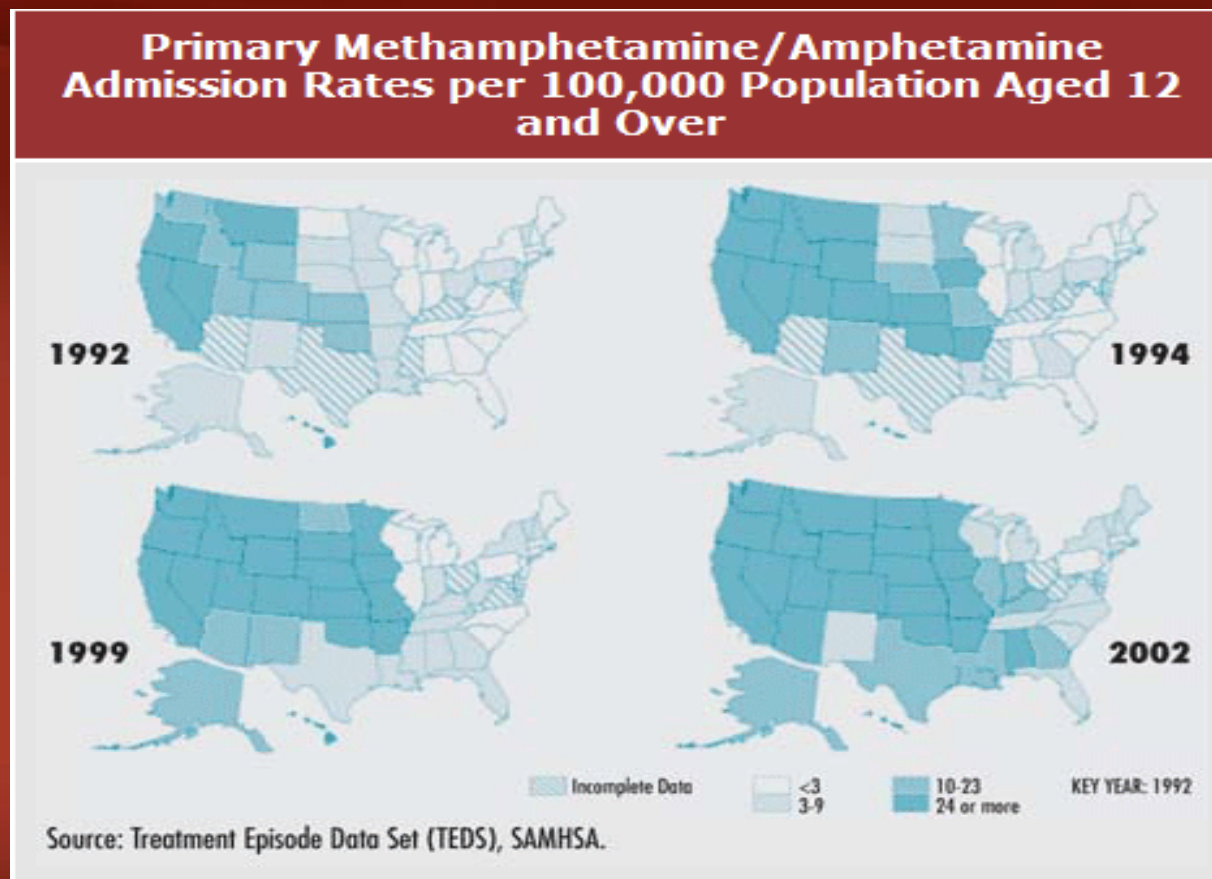 Primary Methamphetamine/Amphetamine
Admission Rates per 100,000 Population Aged 12
and Over
1992
1994
1999
2002
Incomplete Data
<3
3-9
10-23
24 or more
KEY YEAR: 1992
Source: Treatment Episode Data Set (TEDS), SAMHSA.